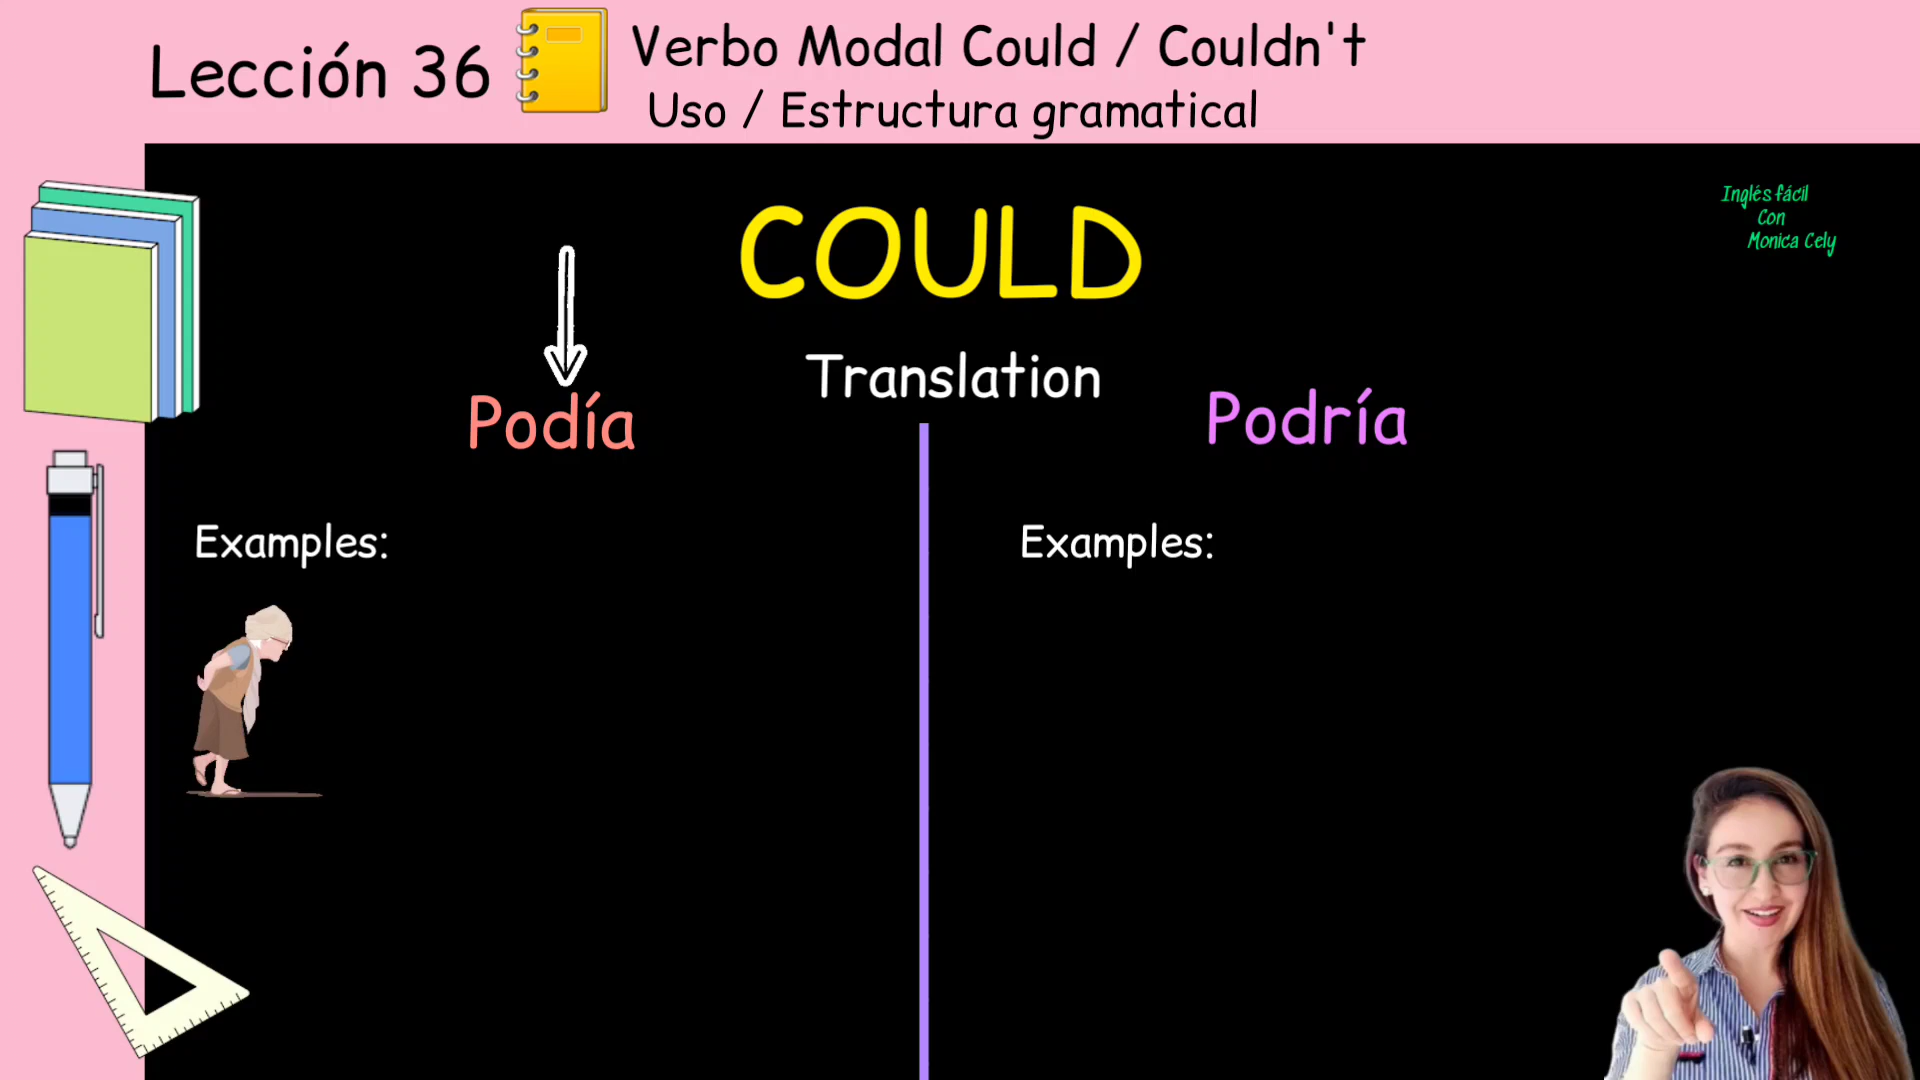 Lección 36
Verbo Modal Could / Couldn't
Uso / Estructura gramatical
Inglés fácil
Con
Monica Cely
COULD
Translation
Podía
Podría
Examples:
Examples: